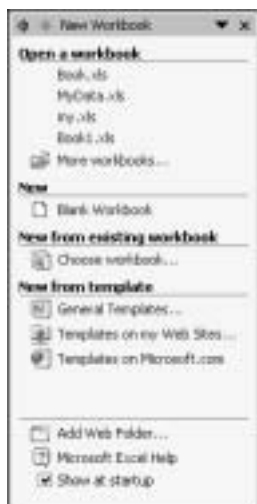 New Workbook
Open a workbook
Book.xls
MyData.xls
my.xls
Book1.xls
More workbooks...
New
Blank Workbook
New from existing workbook
Choose workbook...
New from template
General Templates...
Templates on my Web Sites...
Templates on Microsoft.com
Add Web Folder...
Microsoft Excel Help
Show at startup